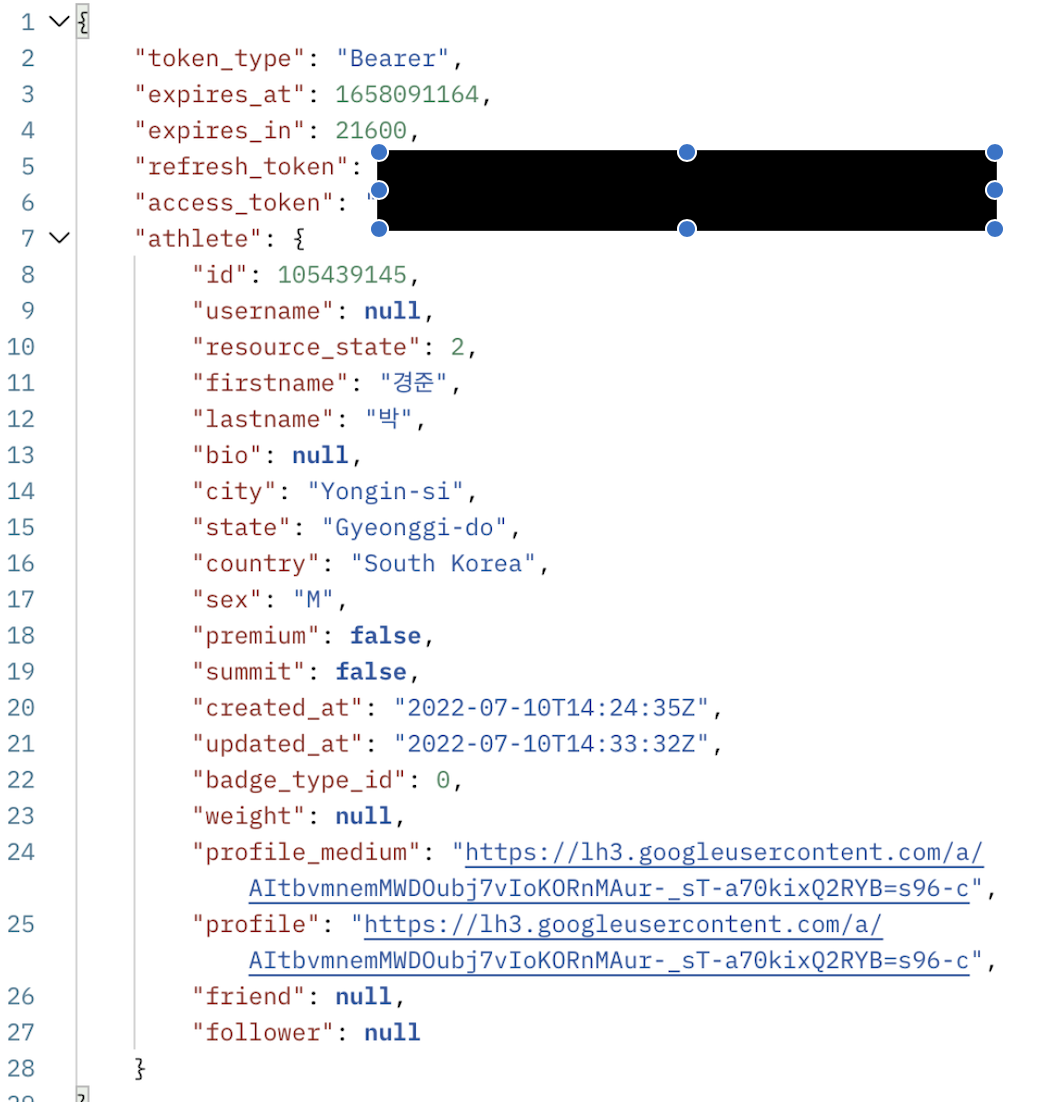 1 {
2 "token_type": "Bearer",
3 "expires_at": 1658091164,
4 "expires_in": 21600,
5 "refresh_token":
6 "access_token": "
7 "athlete": {
8 "id": 105439145,
9 "username": null,
10 "resource_state": 2,
11 "firstname": "경준",
12 "lastname": "박",
13 "bio": null,
14 "city": "Yongin-si",
15 "state": "Gyeonggi-do",
16 "country": "South Korea",
17 "sex": "M",
18 "premium": false,
19 "summit": false,
20 "created_at": "2022-07-10T14:24:35Z",
21 "updated_at": "2022-07-10T14:33:32Z",
22 "badge_type_id": 0,
23 "weight": null,
24 "profile_medium": "https://lh3.googleusercontent.com/a/
AItbvmnemMWDOubj7vIoKORnMAur-_sT-a70kixQ2RYB=s96-c",
25 "profile": "https://lh3.googleusercontent.com/a/
AItbvmnemMWDOubj7vIoKORnMAur-_sT-a70kixQ2RYB=s96-c",
26 "friend": null,
27 "follower": null
28 }